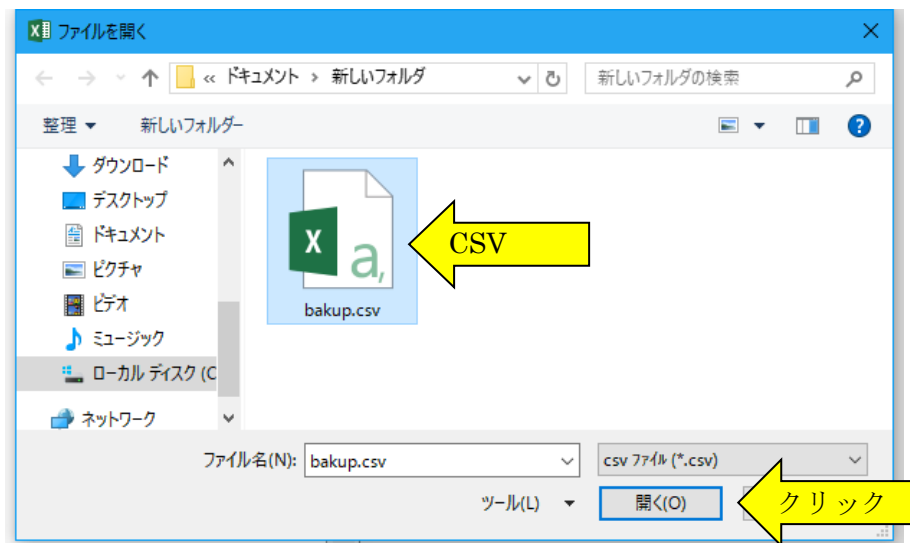 ファイルを開く
« ドキュメント › 新しいフォルダ
新しいフォルダの検索
整理 新しいフォルダー
ダウンロード
デスクトップ
ドキュメント
ピクチャ
ビデオ
ミュージック
ローカル ディスク (C
ネットワーク
CSV
bakup.csv
ファイル名(N): bakup.csv
csv ファイル (*.csv)
ツール(L) 開く(O)
クリック